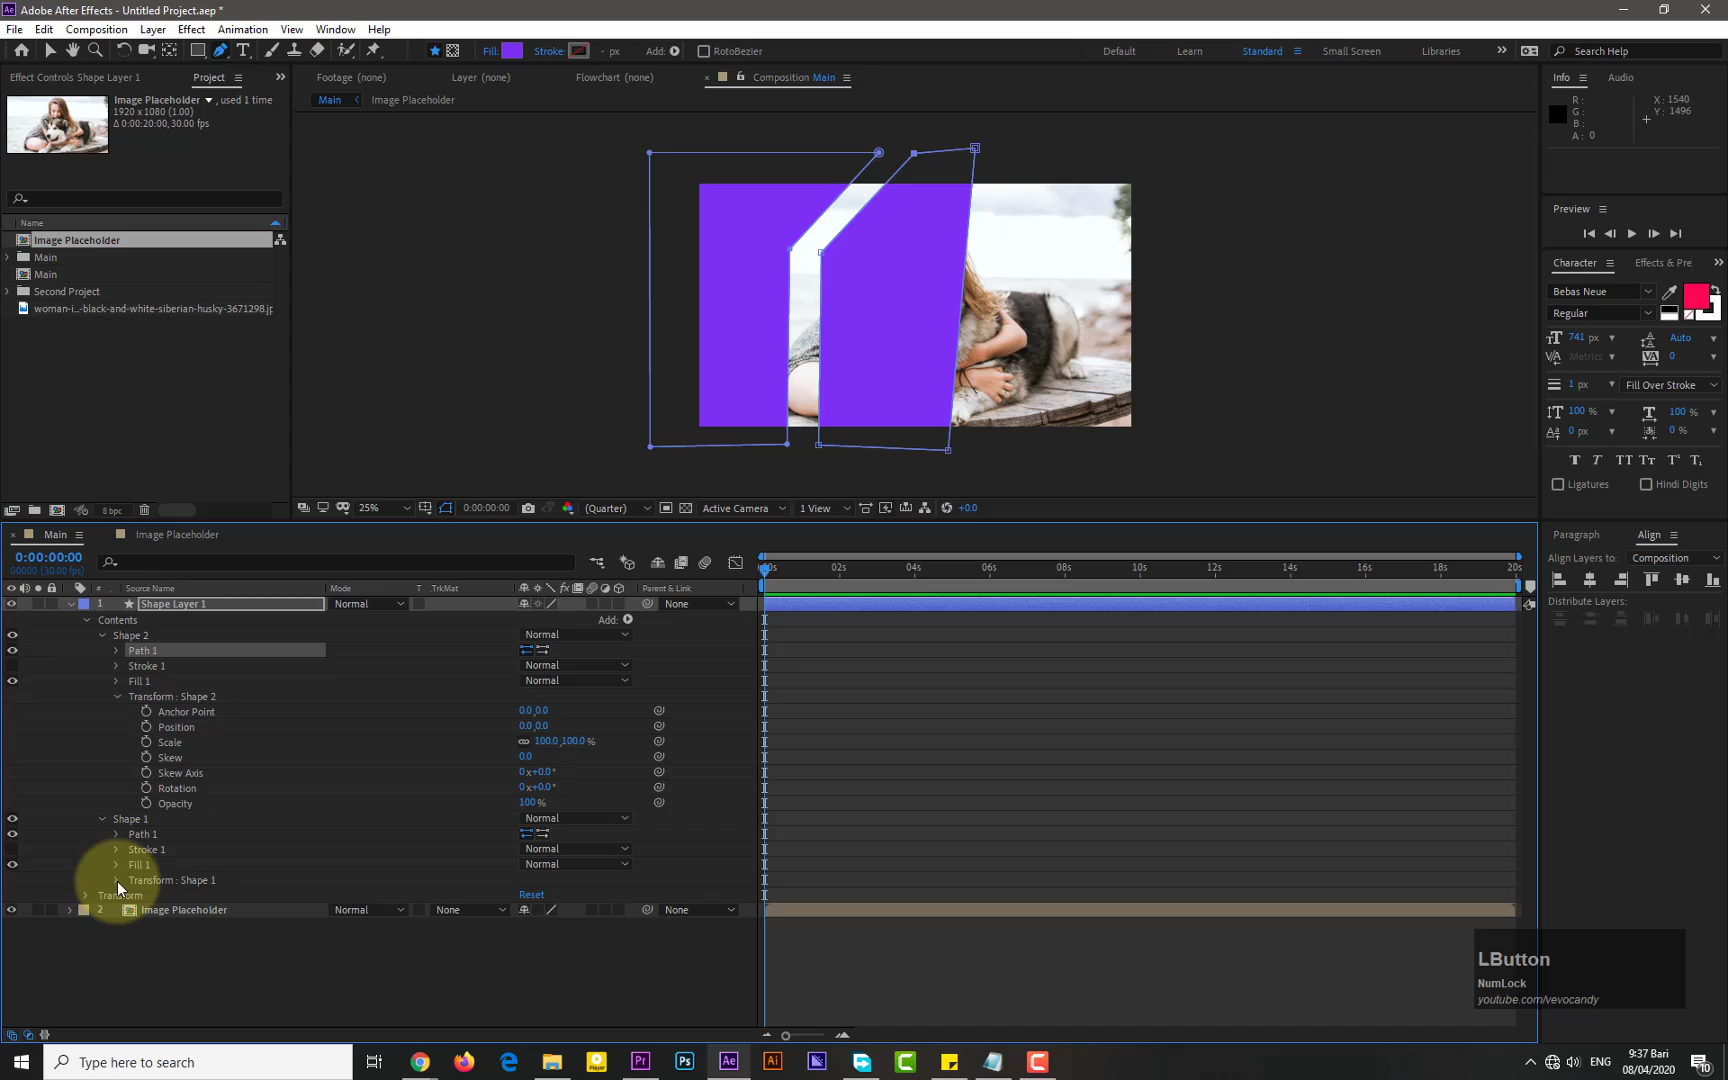 Adobe After Effects - Untitled Project.aep *
File Edit Composition Layer Effect Animation View Window Help
Fill: Stroke: - px Add: RotoBezier Default Learn Standard Small Screen Libraries Search Help
Effect Controls Shape Layer 1 Project Footage (none) Layer (none) Flowchart (none) Composition Main Info Audio
Image Placeholder , used 1 time
1920 x 1080 (1.00)
Δ 0:00:20:00, 30.00 fps
Main Image Placeholder
R:
G:
B:
A: 0
X: 1540
Y: 1496
Name
Image Placeholder
Main
Main
Second Project
woman-i...-black-and-white-siberian-husky-3671298.jp
Preview
Character Effects & Pre
Bebas Neue
Regular
741 px Auto
Metrics 0
1 px Fill Over Stroke
100 % 100 %
0 px 0 %
T T TT Tт T¹ T₁
Ligatures Hindi Digits
8 bpc
25% 0:00:00:00 (Quarter) Active Camera 1 View +0.0
Main Image Placeholder
0:00:00:00
00000 (30.00 fps)
Paragraph Align
Align Layers to: Composition
Distribute Layers:
02s 04s 06s 08s 10s 12s 14s 16s 18s 20s
# Source Name Mode T .TrkMat Parent & Link
1 Shape Layer 1 Normal None
Contents Add:
Shape 2 Normal
Path 1
Stroke 1 Normal
Fill 1 Normal
Transform : Shape 2
Anchor Point 0.0,0.0
Position 0.0,0.0
Scale 100.0,100.0 %
Skew 0.0
Skew Axis 0 x +0.0 °
Rotation 0 x +0.0 °
Opacity 100 %
Shape 1 Normal
Path 1
Stroke 1 Normal
Fill 1 Normal
Transform : Shape 1
Transform Reset
2 Image Placeholder Normal None None
LButton
NumLock
youtube.com/vevocandy
Type here to search
Pr Ps Ae Ai
ENG
9:37 Bari
08/04/2020
10